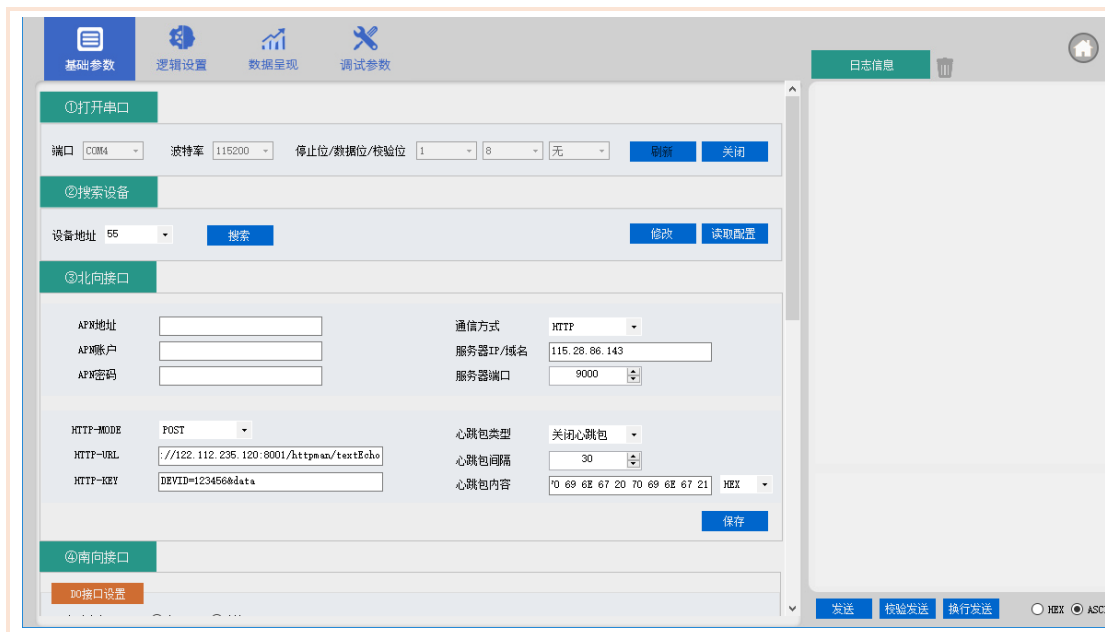 基础参数 逻辑设置 数据呈现 调试参数
日志信息
①打开串口
端口 COM4 波特率 115200 停止位/数据位/校验位 1 8 无 刷新 关闭
②搜索设备
设备地址 55 搜索 修改 读取配置
③北向接口
APN地址 通信方式 HTTP
APN账户 服务器IP/域名 115.28.86.143
APN密码 服务器端口 9000
HTTP-MODE POST 心跳包类型 关闭心跳包
HTTP-URL ://122.112.235.120:8001/httpman/textEcho 心跳包间隔 30
HTTP-KEY DEVID=123456&data 心跳包内容 70 69 6E 67 20 70 69 6E 67 21 HEX
保存
④南向接口
DO接口设置
发送 校验发送 换行发送 HEX ASC